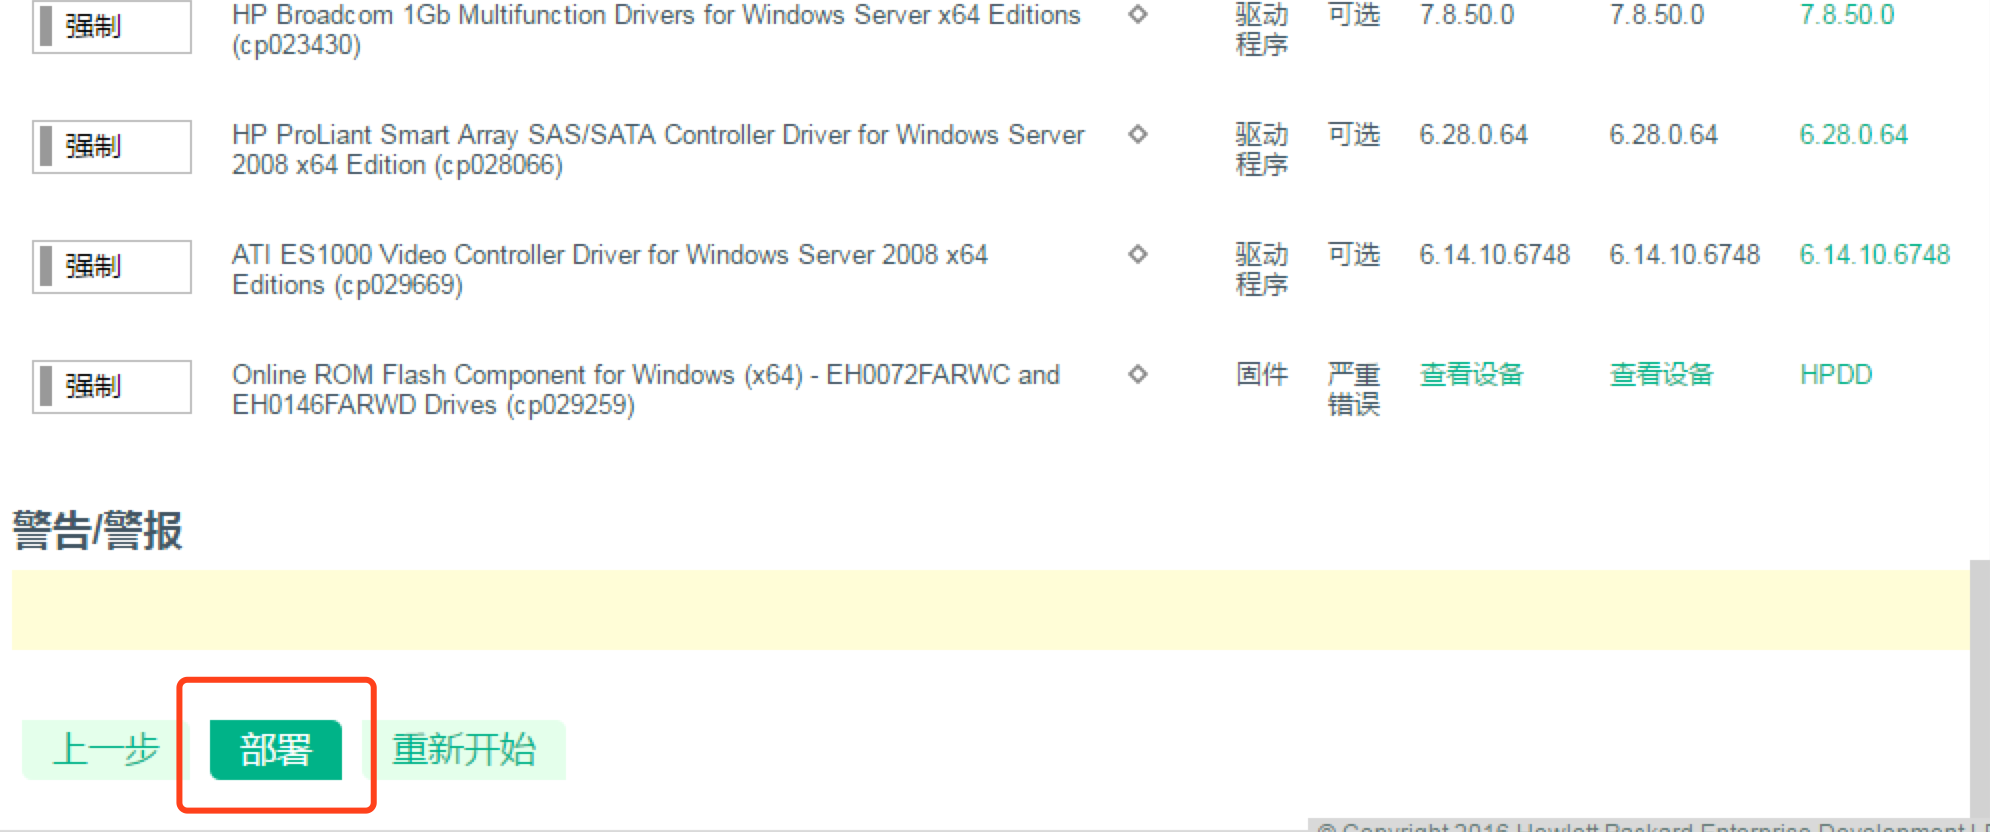 强制 HP Broadcom 1Gb Multifunction Drivers for Windows Server x64 Editions 驱动 可选 7.8.50.0 7.8.50.0 7.8.50.0
(cp023430) 程序
强制 HP ProLiant Smart Array SAS/SATA Controller Driver for Windows Server 驱动 可选 6.28.0.64 6.28.0.64 6.28.0.64
2008 x64 Edition (cp028066) 程序
强制 ATI ES1000 Video Controller Driver for Windows Server 2008 x64 驱动 可选 6.14.10.6748 6.14.10.6748 6.14.10.6748
Editions (cp029669) 程序
强制 Online ROM Flash Component for Windows (x64) - EH0072FARWC and 固件 严重 查看设备 查看设备 HPDD
EH0146FARWD Drives (cp029259) 错误
警告/警报
上一步 部署 重新开始
© Copyright 2016 Hewlett Packard Enterprise Development